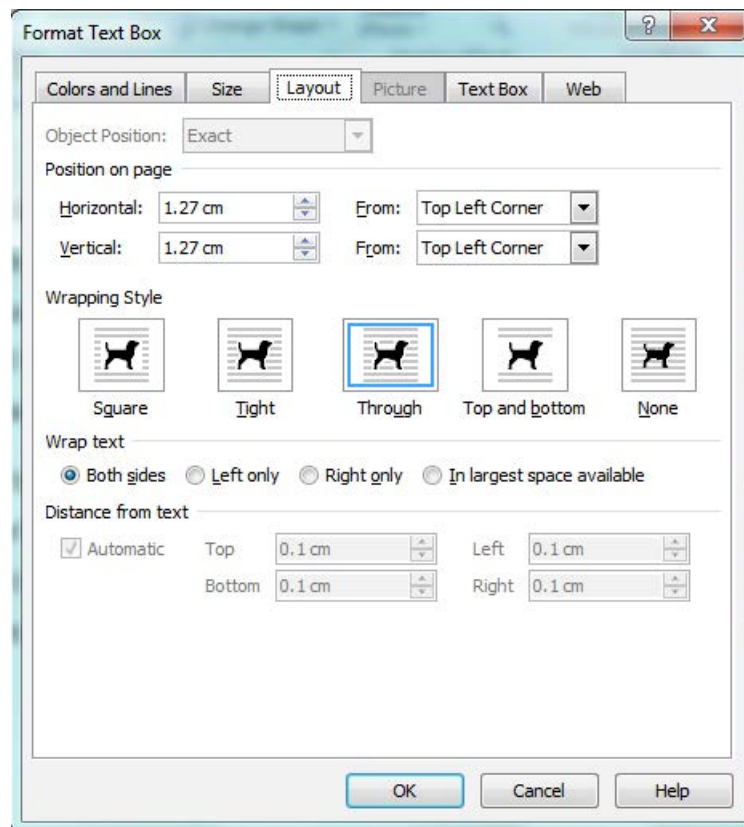 Format Text Box
Colors and Lines Size Layout Picture Text Box Web
Object Position: Exact
Position on page
Horizontal: 1.27 cm From: Top Left Corner
Vertical: 1.27 cm From: Top Left Corner
Wrapping Style
Square Tight Through Top and bottom None
Wrap text
Both sides Left only Right only In largest space available
Distance from text
Automatic Top 0.1 cm Left 0.1 cm
Bottom 0.1 cm Right 0.1 cm
OK Cancel Help